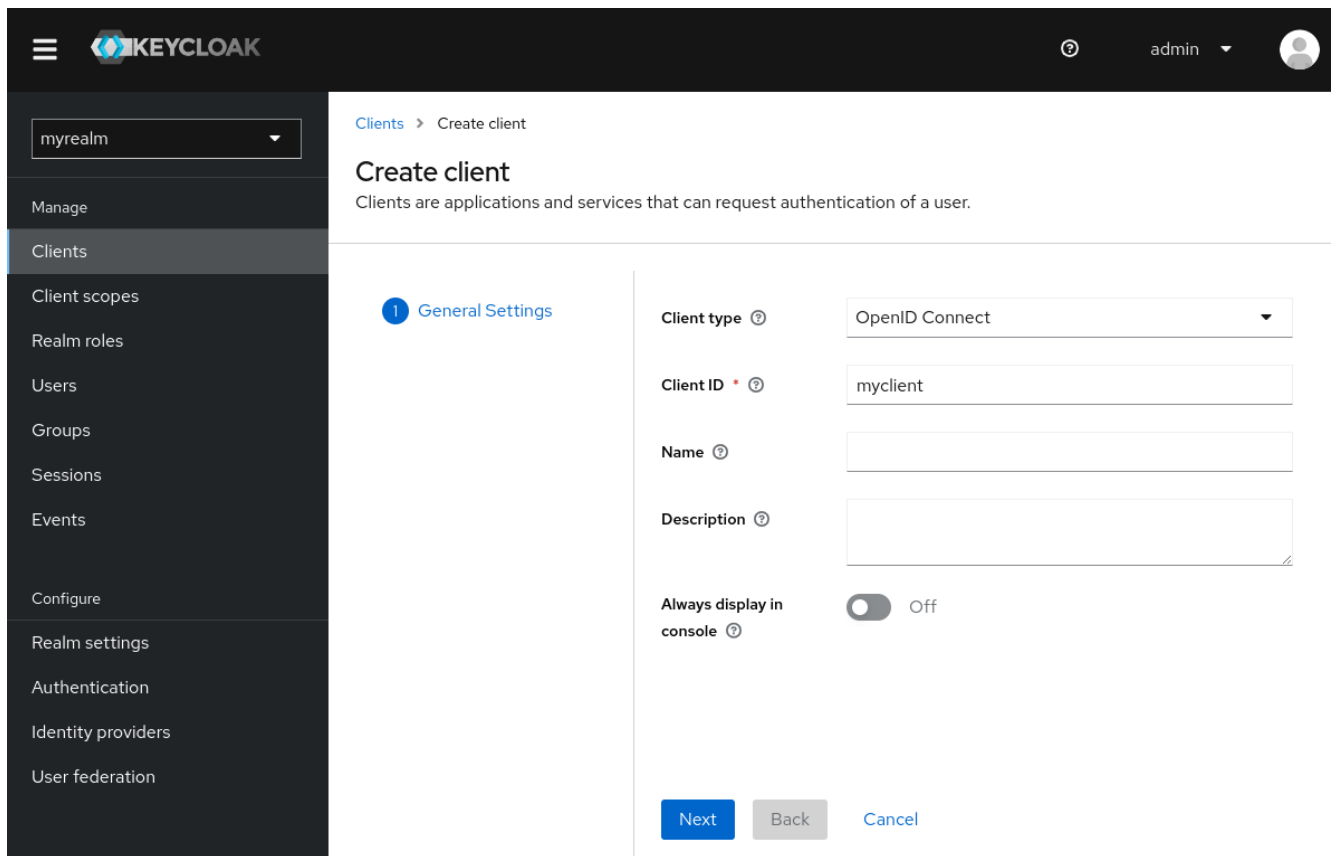 KEYCLOAK
admin
myrealm
Manage
Clients
Client scopes
Realm roles
Users
Groups
Sessions
Events
Configure
Realm settings
Authentication
Identity providers
User federation
Clients > Create client
Create client
Clients are applications and services that can request authentication of a user.
1 General Settings
Client type
OpenID Connect
Client ID *
myclient
Name
Description
Always display in
console
Off
Next
Back
Cancel